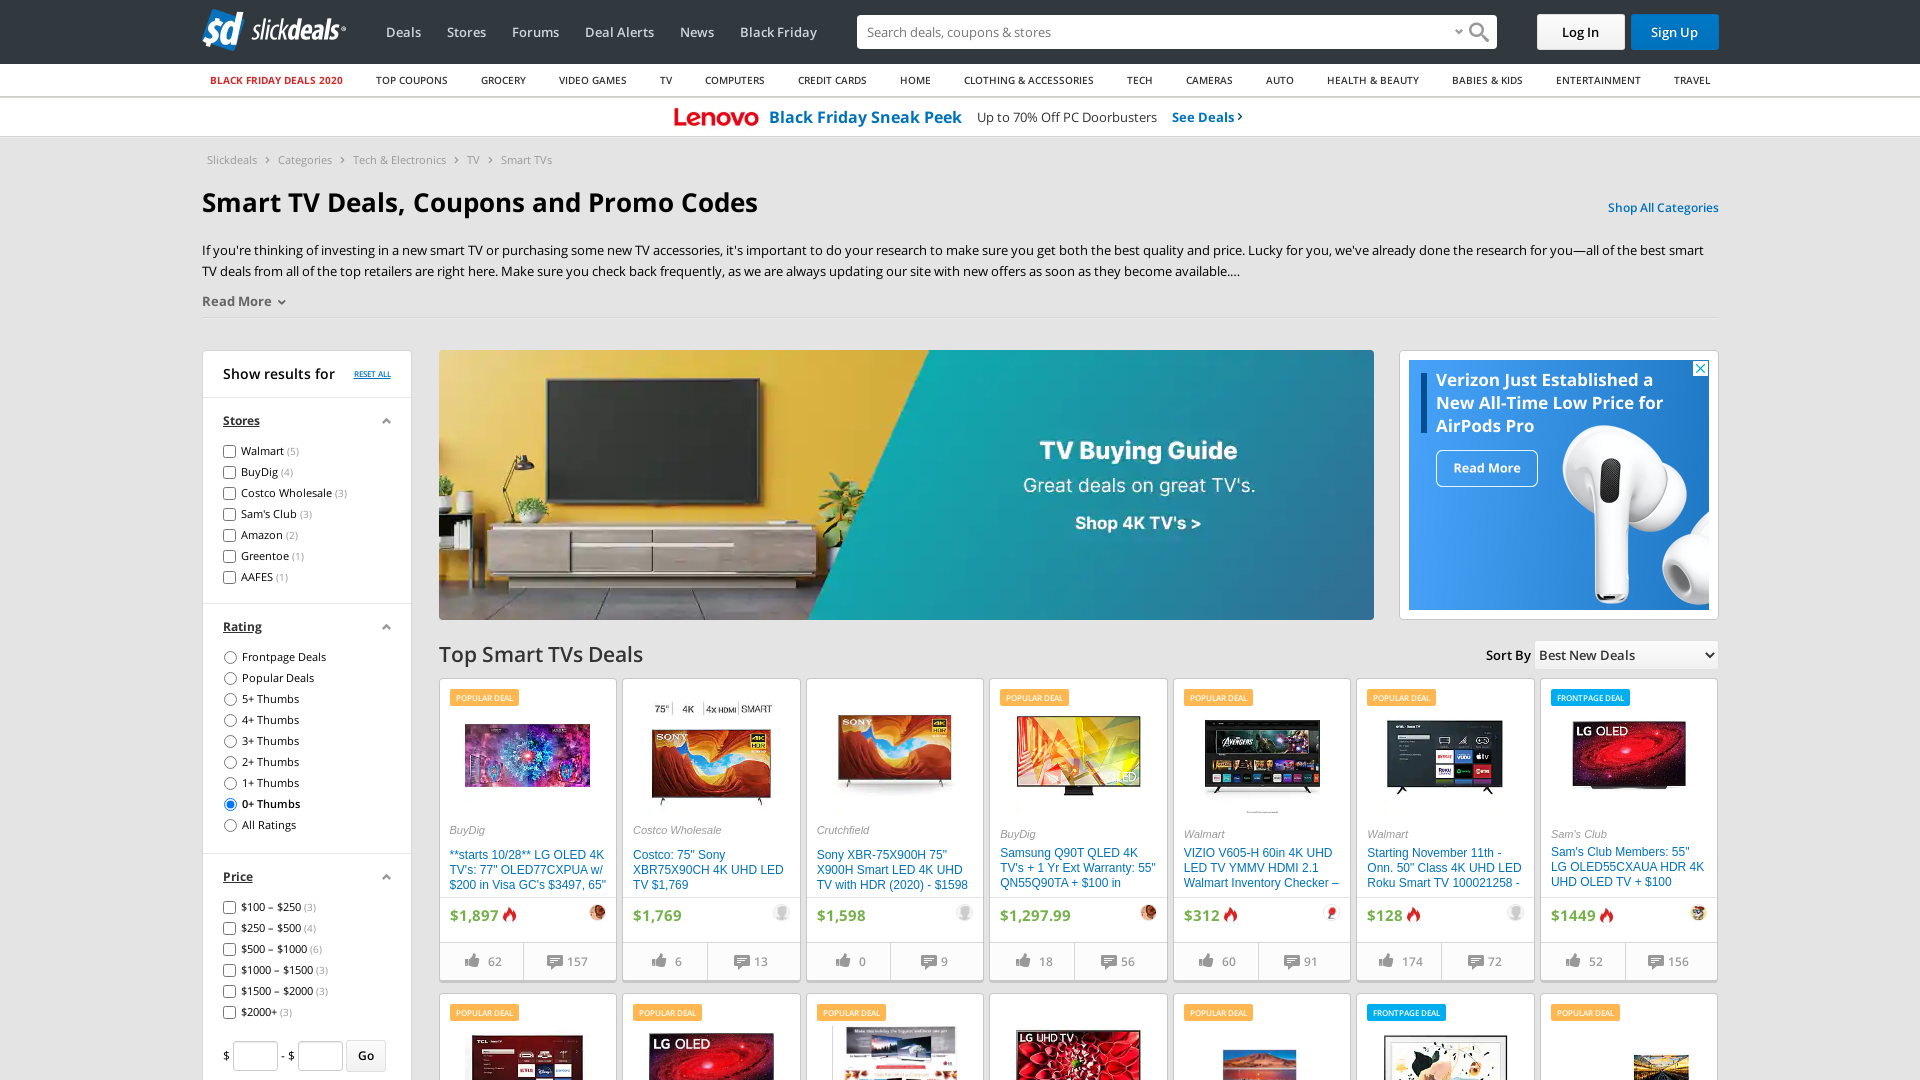 slickdeals
Deals
Stores
Forums
Deal Alerts
News
Black Friday
Search deals, coupons & stores
Log In
Sign Up
BLACK FRIDAY DEALS 2020
TOP COUPONS
GROCERY
VIDEO GAMES
TV
COMPUTERS
CREDIT CARDS
HOME
CLOTHING & ACCESSORIES
TECH
CAMERAS
AUTO
HEALTH & BEAUTY
BABIES & KIDS
ENTERTAINMENT
TRAVEL
Lenovo Black Friday Sneak Peek Up to 70% Off PC Doorbusters See Deals
Slickdeals > Categories > Tech & Electronics > TV > Smart TVs
Smart TV Deals, Coupons and Promo Codes
Shop All Categories
If you're thinking of investing in a new smart TV or purchasing some new TV accessories, it's important to do your research to make sure you get both the best quality and price. Lucky for you, we've already done the research for you—all of the best smart
TV deals from all of the top retailers are right here. Make sure you check back frequently, as we are always updating our site with new offers as soon as they become available....
Read More
Show results for
RESET ALL
Stores
Walmart (5)
BuyDig (4)
Costco Wholesale (3)
Sam's Club (3)
Amazon (2)
Greentoe (1)
AAFES (1)
Rating
Frontpage Deals
Popular Deals
5+ Thumbs
4+ Thumbs
3+ Thumbs
2+ Thumbs
1+ Thumbs
0+ Thumbs
All Ratings
Price
$100 – $250 (3)
$250 – $500 (4)
$500 – $1000 (6)
$1000 – $1500 (3)
$1500 – $2000 (3)
$2000+ (3)
$ - $ Go
TV Buying Guide
Great deals on great TV's.
Shop 4K TV's >
Verizon Just Established a
New All-Time Low Price for
AirPods Pro
Read More
Top Smart TVs Deals
Sort By Best New Deals
POPULAR DEAL
BuyDig
**starts 10/28** LG OLED 4K
TV's: 77" OLED77CXPUA w/
$200 in Visa GC's $3497, 65"
$1,897
62
157
75" 4K 4x HDMI SMART
SONY
4K
HDR
Costco Wholesale
Costco: 75" Sony
XBR75X90CH 4K UHD LED
TV $1,769
$1,769
6
13
SONY
4K
HDR
Crutchfield
Sony XBR-75X900H 75"
X900H Smart LED 4K UHD
TV with HDR (2020) - $1598
$1,598
0
9
POPULAR DEAL
QLED
BuyDig
Samsung Q90T QLED 4K
TV's + 1 Yr Ext Warranty: 55"
QN55Q90TA + $100 in
$1,297.99
18
56
POPULAR DEAL
AVENGERS
Walmart
VIZIO V605-H 60in 4K UHD
LED TV YMMV HDMI 2.1
Walmart Inventory Checker –
$312
60
91
POPULAR DEAL
Walmart
Starting November 11th -
Onn. 50" Class 4K UHD LED
Roku Smart TV 100021258 -
$128
174
72
FRONTPAGE DEAL
LG OLED
Sam's Club
Sam's Club Members: 55"
LG OLED55CXAUA HDR 4K
UHD OLED TV + $100
$1449
52
156
POPULAR DEAL
POPULAR DEAL
LG OLED
POPULAR DEAL
LG UHD TV
POPULAR DEAL
FRONTPAGE DEAL
POPULAR DEAL